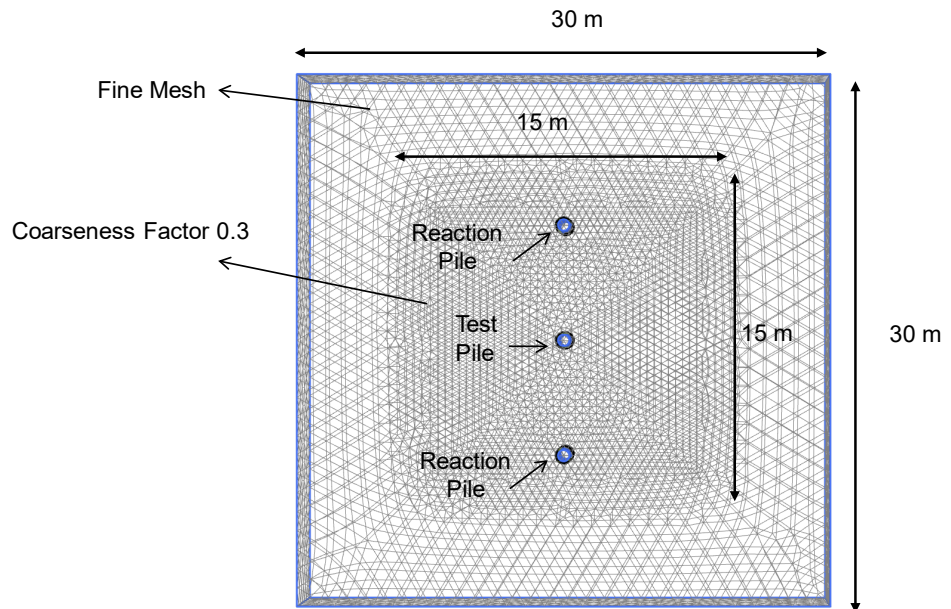 30 m
Fine Mesh
15 m
Coarseness Factor 0.3
Reaction
Pile
Test
Pile
15 m
30 m
Reaction
Pile